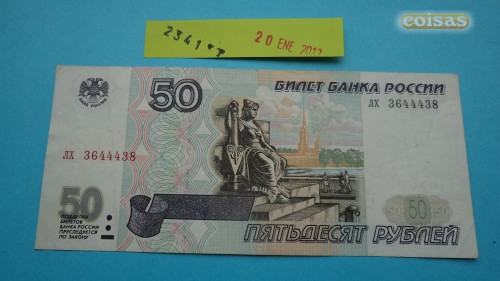 eoisas
2341
20 ENE 2012
50
БИЛЕТ БАНКА РОССИИ
лх 3644438
лх 3644438
50
ПОДДЕЛКА
БИЛЕТОВ
БАНКА РОССИИ
ПРЕСЛЕДУЕТСЯ
ПО ЗАКОНУ
50
ПЯТЬДЕСЯТ РУБЛЕЙ